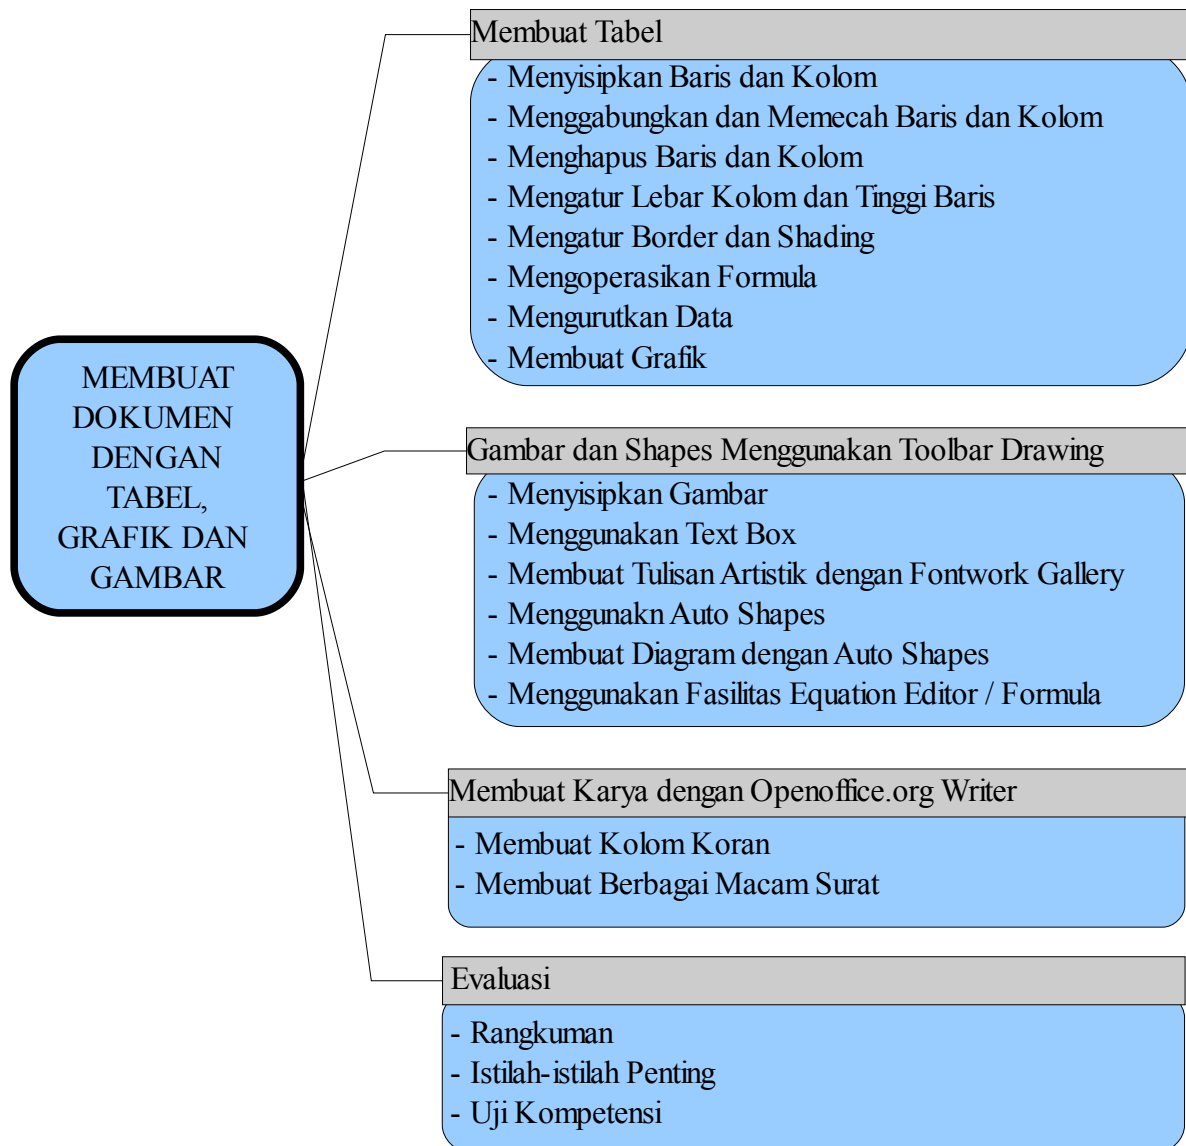 Membuat Tabel
- Menyisipkan Baris dan Kolom
- Menggabungkan dan Memecah Baris dan Kolom
- Menghapus Baris dan Kolom
- Mengatur Lebar Kolom dan Tinggi Baris
- Mengatur Border dan Shading
- Mengoperasikan Formula
- Mengurutkan Data
- Membuat Grafik
MEMBUAT
DOKUMEN
DENGAN
TABEL,
GRAFIK DAN
GAMBAR
Gambar dan Shapes Menggunakan Toolbar Drawing
- Menyisipkan Gambar
- Menggunakan Text Box
- Membuat Tulisan Artistik dengan Fontwork Gallery
- Menggunakn Auto Shapes
- Membuat Diagram dengan Auto Shapes
- Menggunakan Fasilitas Equation Editor / Formula
Membuat Karya dengan Openoffice.org Writer
- Membuat Kolom Koran
- Membuat Berbagai Macam Surat
Evaluasi
- Rangkuman
- Istilah-istilah Penting
- Uji Kompetensi